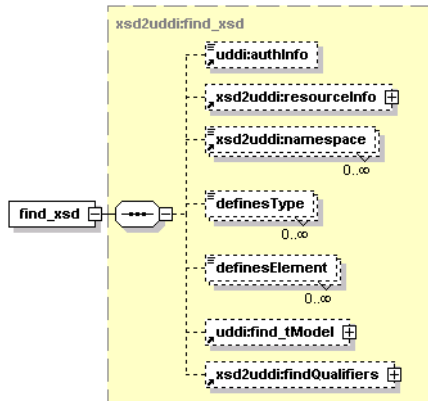 xsd2uddi:find_xsd
uddi:authInfo
xsd2uddi:resourceInfo
xsd2uddi:namespace
0..∞
find_xsd
definesType
0..∞
definesElement
0..∞
uddi:find_tModel
xsd2uddi:findQualifiers